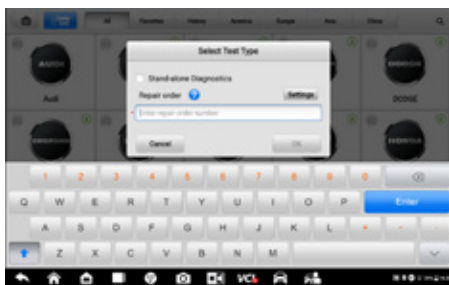 All Favorites History America Europe Asia China
Select Test Type
Stand-alone Diagnostics
Repair order ? Settings
* Enter repair order number
Cancel OK
Audi
DODGE
1 2 3 4 5 6 7 8 9 0
Q W E R T Y U I O P Enter
A S D F G H J K L
Z X C V B N M
VCI